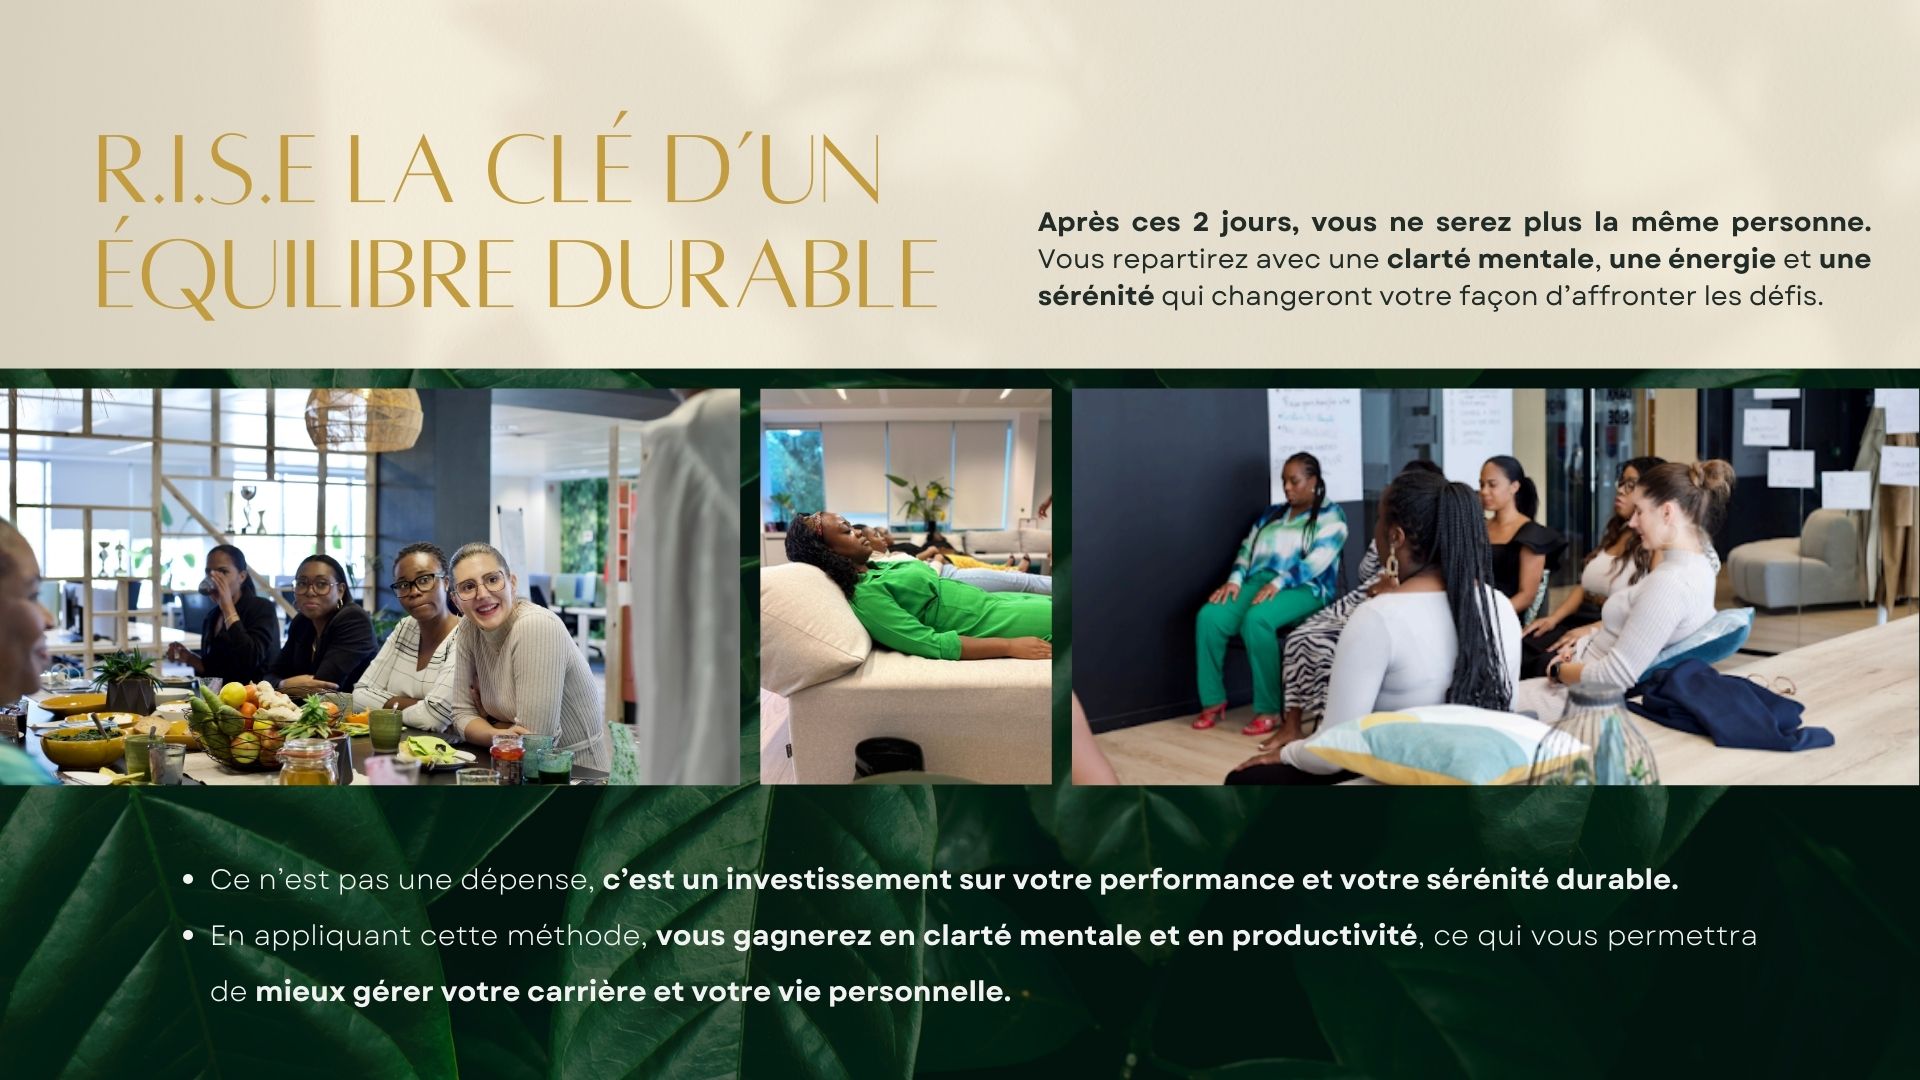 R.I.S.E LA CLÉ D'UN
ÉQUILIBRE DURABLE
Après ces 2 jours, vous ne serez plus la même personne.
Vous repartirez avec une clarté mentale, une énergie et une
sérénité qui changeront votre façon d'affronter les défis.
• Ce n'est pas une dépense, c'est un investissement sur votre performance et votre sérénité durable.
• En appliquant cette méthode, vous gagnerez en clarté mentale et en productivité, ce qui vous permettra
de mieux gérer votre carrière et votre vie personnelle.